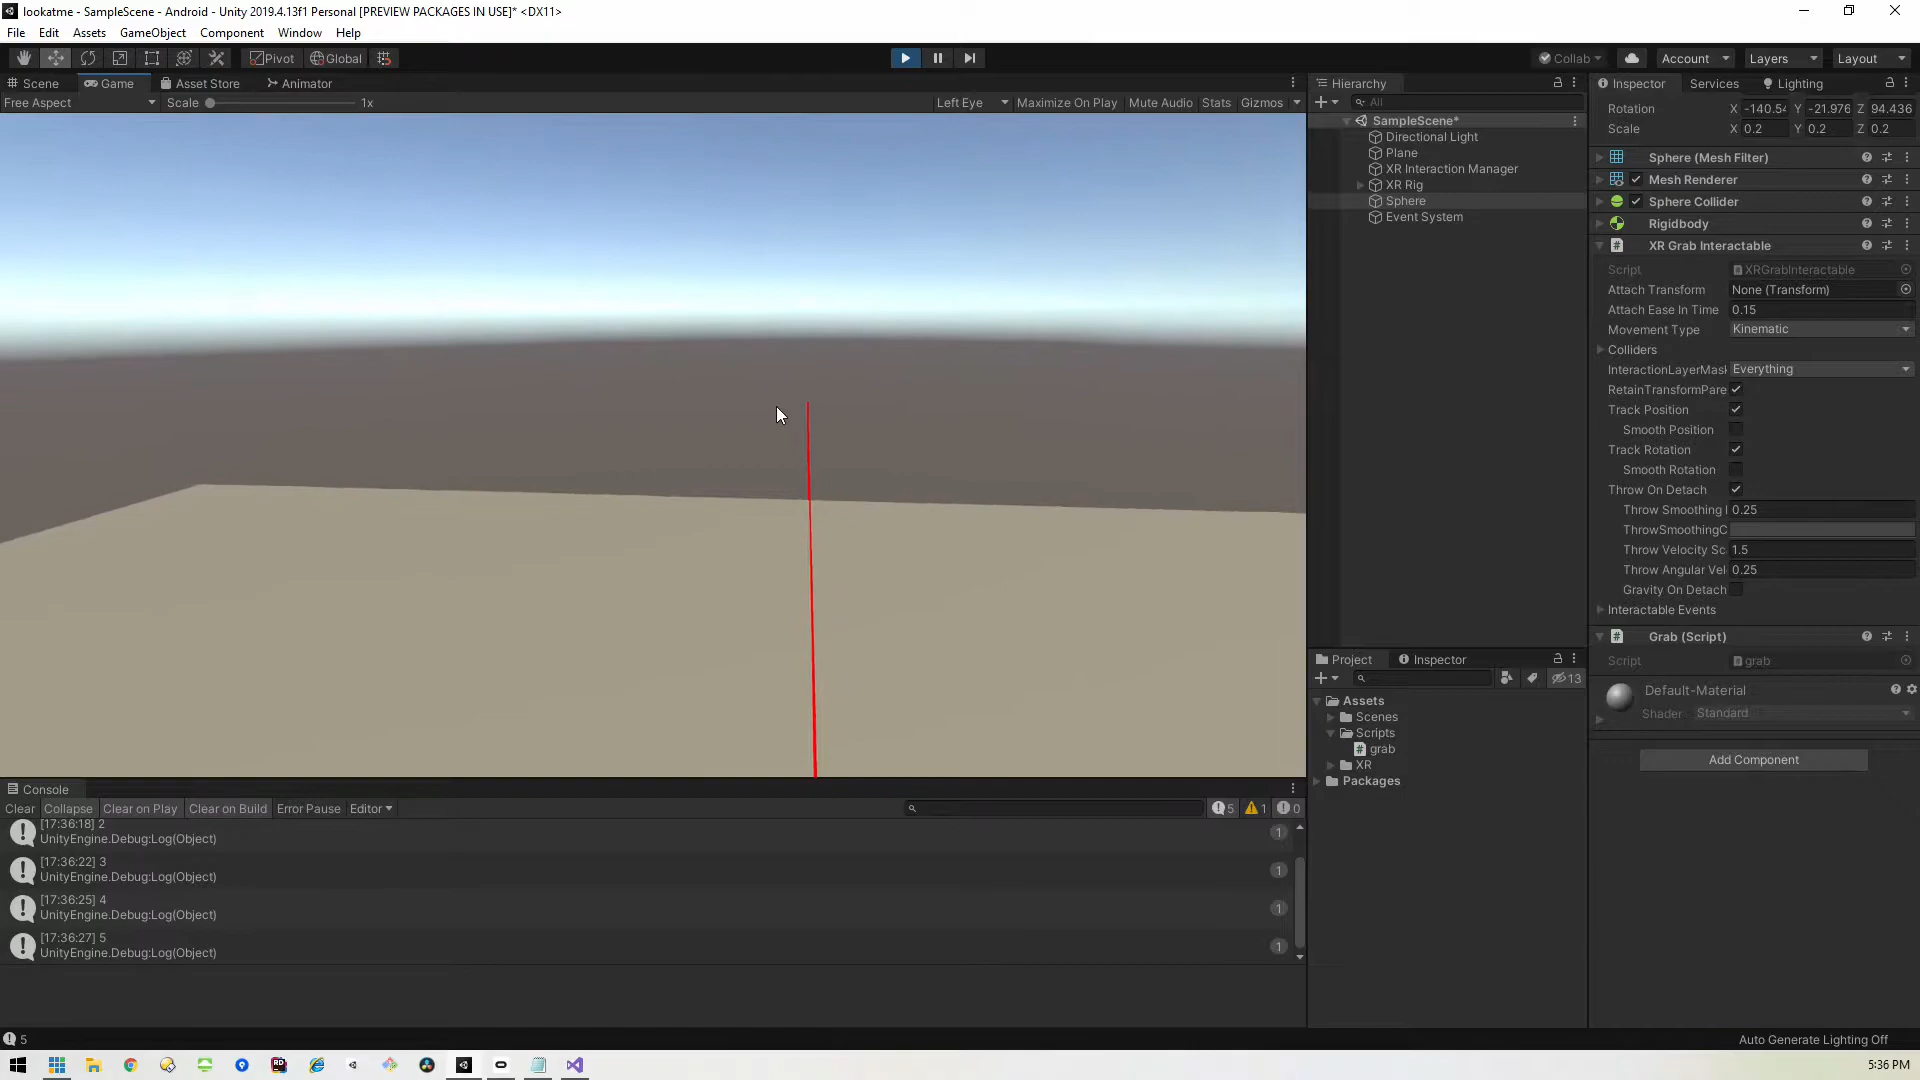 lookatme - SampleScene - Android - Unity 2019.4.13f1 Personal [PREVIEW PACKAGES IN USE]* <DX11>
File Edit Assets GameObject Component Window Help
Pivot Global Collab Account Layers Layout
Scene Game Asset Store Animator
Free Aspect Scale 1x Left Eye Maximize On Play Mute Audio Stats Gizmos
Hierarchy
All
SampleScene*
Directional Light
Plane
XR Interaction Manager
XR Rig
Sphere
Event System
Inspector Services Lighting
Rotation X -140.54 Y -21.976 Z 94.436
Scale X 0.2 Y 0.2 Z 0.2
Sphere (Mesh Filter)
Mesh Renderer
Sphere Collider
Rigidbody
XR Grab Interactable
Script XRGrabInteractable
Attach Transform None (Transform)
Attach Ease In Time 0.15
Movement Type Kinematic
Colliders
InteractionLayerMas Everything
RetainTransformPare
Track Position
Smooth Position
Track Rotation
Smooth Rotation
Throw On Detach
Throw Smoothing 0.25
ThrowSmoothingC
Throw Velocity Sc 1.5
Throw Angular Vel 0.25
Gravity On Detach
Interactable Events
Grab (Script)
Script grab
Default-Material
Shader Standard
Add Component
Project Inspector
13
Assets
Scenes
Scripts
grab
XR
Packages
Console
Clear Collapse Clear on Play Clear on Build Error Pause Editor 5 1 0
[17:36:18] 2
UnityEngine.Debug:Log(Object)
1
[17:36:22] 3
UnityEngine.Debug:Log(Object)
1
[17:36:25] 4
UnityEngine.Debug:Log(Object)
1
[17:36:27] 5
UnityEngine.Debug:Log(Object)
1
5
Auto Generate Lighting Off
5:36 PM